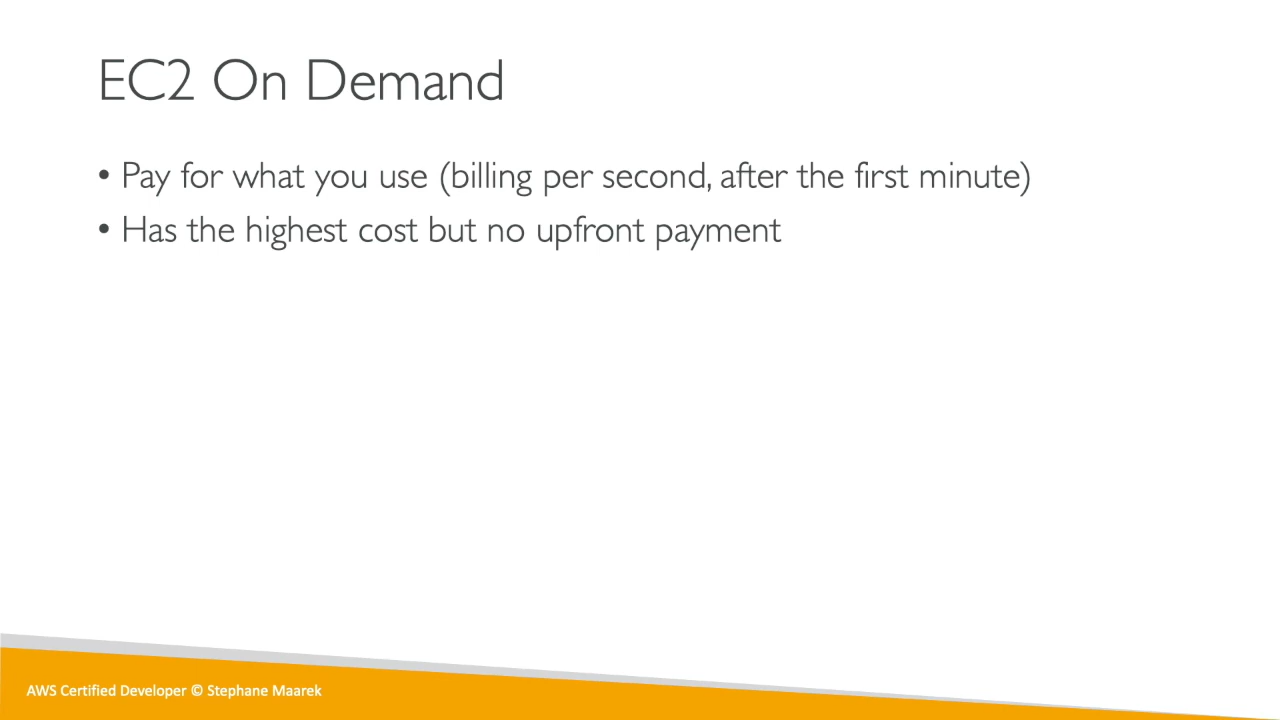 EC2 On Demand
• Pay for what you use (billing per second, after the first minute)
• Has the highest cost but no upfront payment
AWS Certified Developer © Stephane Maarek